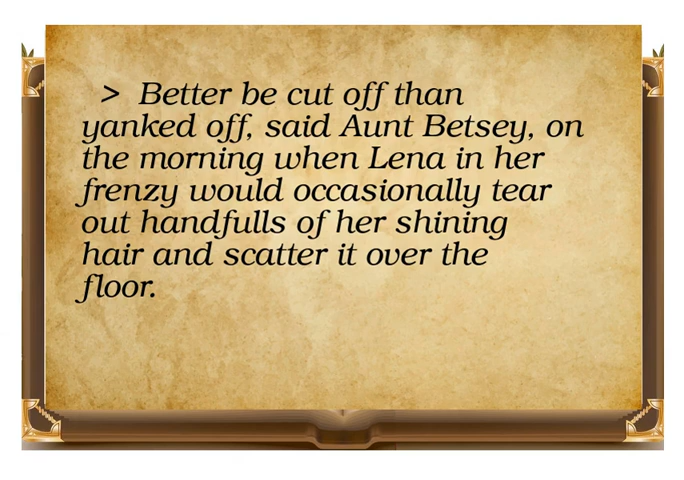 > Better be cut off than
yanked off, said Aunt Betsey, on
the morning when Lena in her
frenzy would occasionally tear
out handfulls of her shining
hair and scatter it over the
floor.